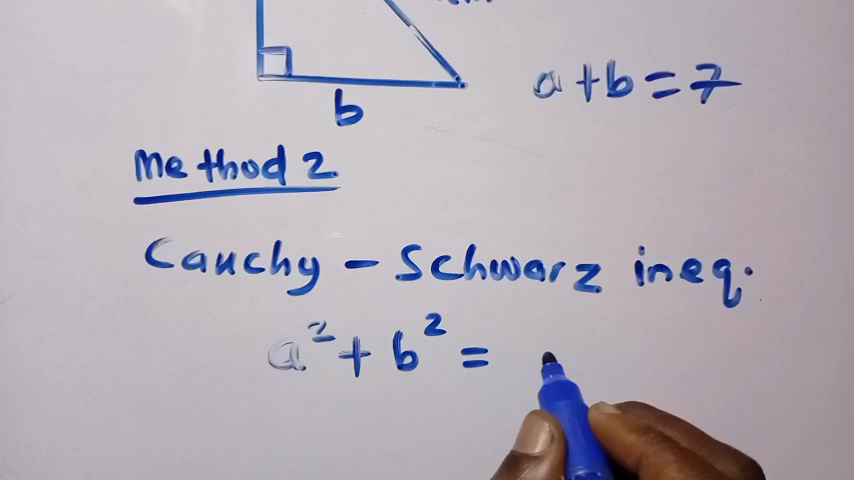 a + b = 7
b
Method 2
Cauchy - Schwarz ineq.
a² + b² =